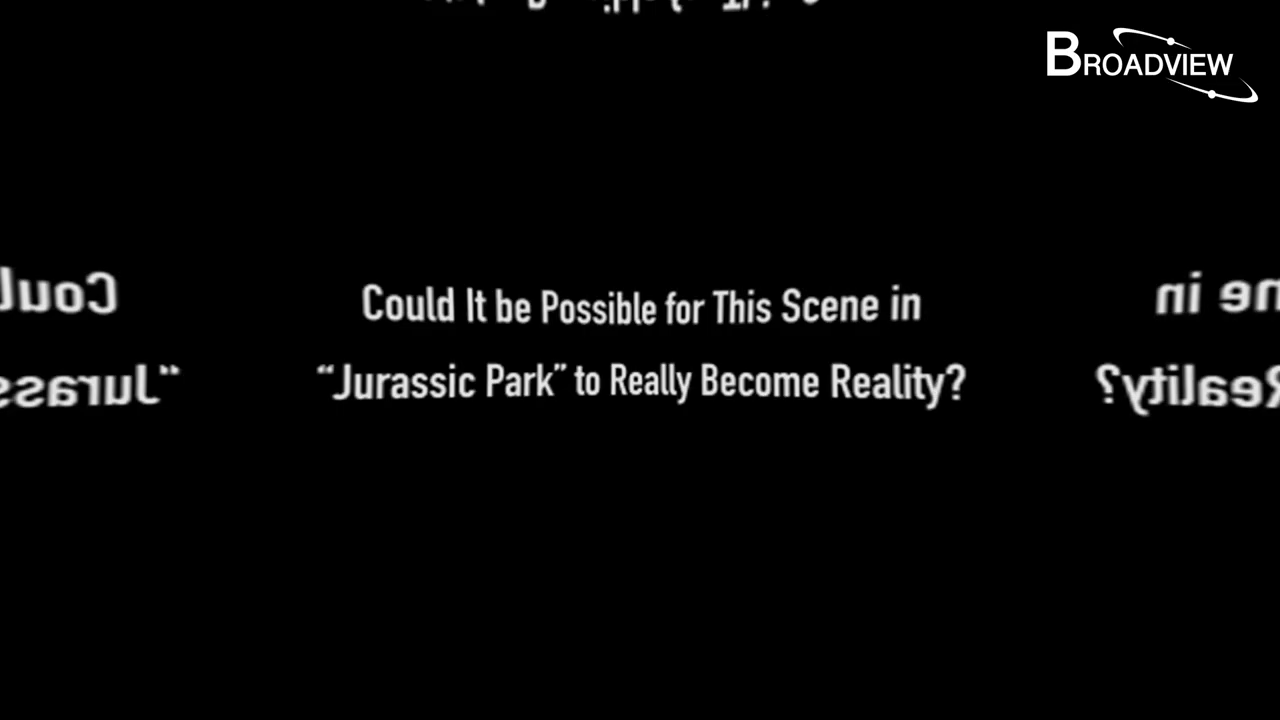 BROADVIEW
Could It be Possible for This Scene in
“Jurassic Park” to Really Become Reality?